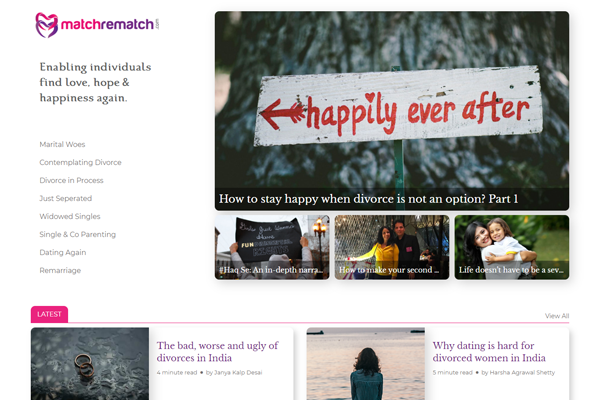 matchrematch.com
Enabling individuals
find love, hope &
happiness again.
Marital Woes
Contemplating Divorce
Divorce in Process
Just Seperated
Widowed Singles
Single & Co Parenting
Dating Again
Remarriage
happily ever after
How to stay happy when divorce is not an option? Part 1
#Haq Se: An in-depth narra...
How to make your second ...
Life doesn't have to be a sev...
LATEST
View All
The bad, worse and ugly of
divorces in India
4 minute read • by Janya Kalp Desai
Why dating is hard for
divorced women in India
5 minute read • by Harsha Agrawal Shetty